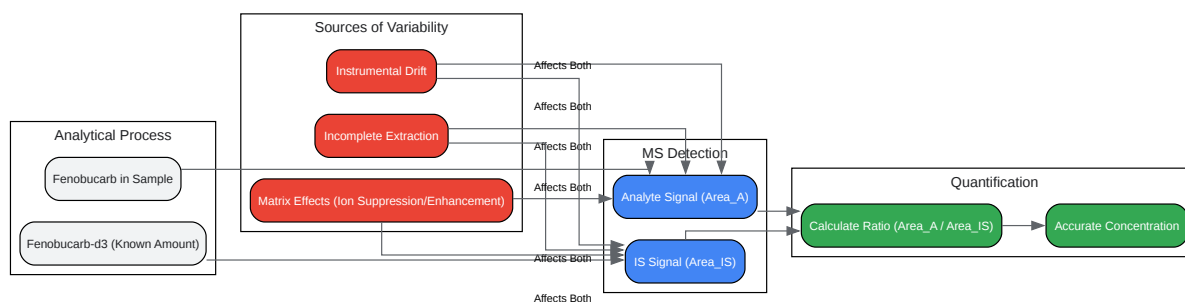 Sources of Variability
Instrumental Drift
Affects Both
Affects Both
Incomplete Extraction
Affects Both
Matrix Effects (Ion Suppression/Enhancement)
Affects Both
Affects Both
Affects Both
Analytical Process
Fenobucarb in Sample
Fenobucarb-d3 (Known Amount)
MS Detection
Analyte Signal (Area_A)
IS Signal (Area_IS)
Quantification
Calculate Ratio (Area_A / Area_IS)
Accurate Concentration